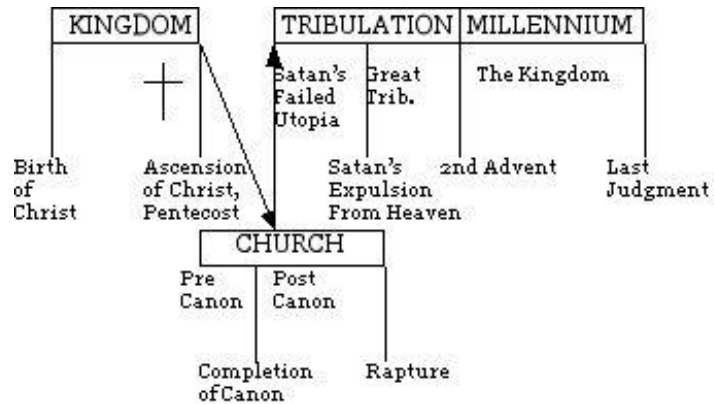 KINGDOM
TRIBULATION
MILLENNIUM
Satan's
Failed
Utopia
Great
Trib.
The Kingdom
Birth
of
Christ
Ascension
of Christ,
Pentecost
Satan's
Expulsion
From Heaven
2nd Advent
Last
Judgment
CHURCH
Pre
Canon
Post
Canon
Completion
of Canon
Rapture